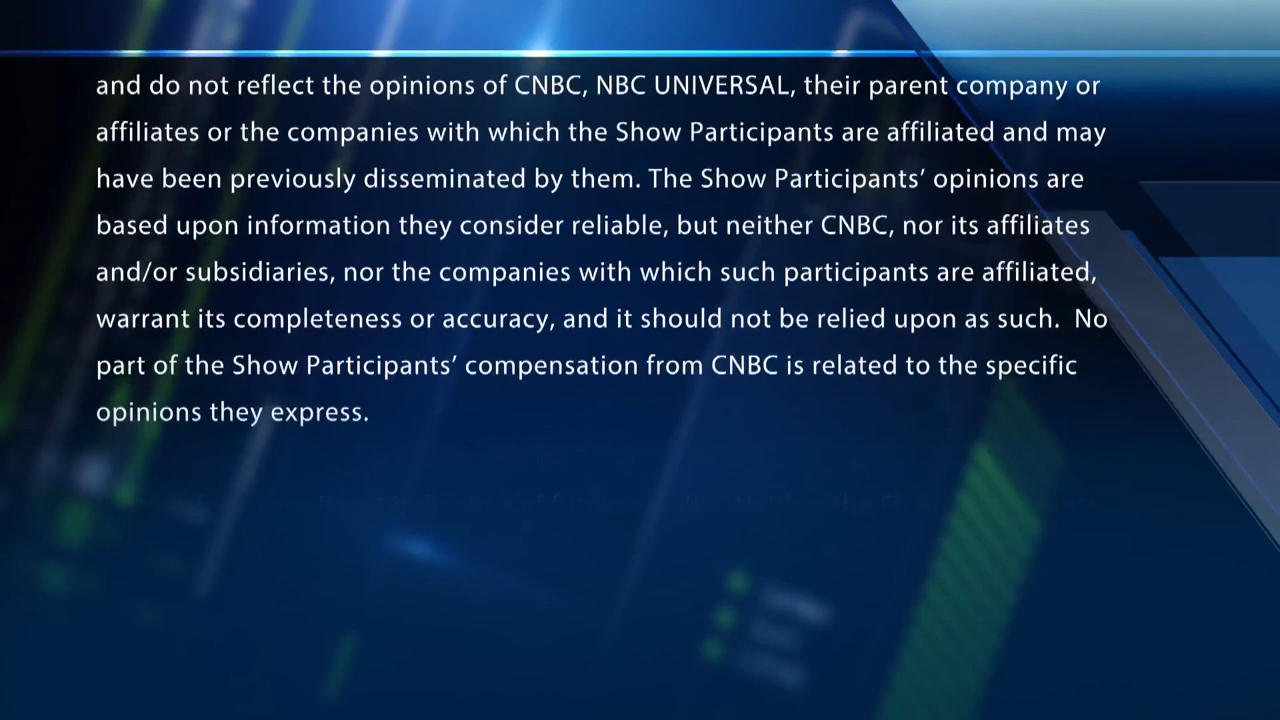 and do not reflect the opinions of CNBC, NBC UNIVERSAL, their parent company or
affiliates or the companies with which the Show Participants are affiliated and may
have been previously disseminated by them. The Show Participants’ opinions are
based upon information they consider reliable, but neither CNBC, nor its affiliates
and/or subsidiaries, nor the companies with which such participants are affiliated,
warrant its completeness or accuracy, and it should not be relied upon as such.  No
part of the Show Participants’ compensation from CNBC is related to the specific
opinions they express.